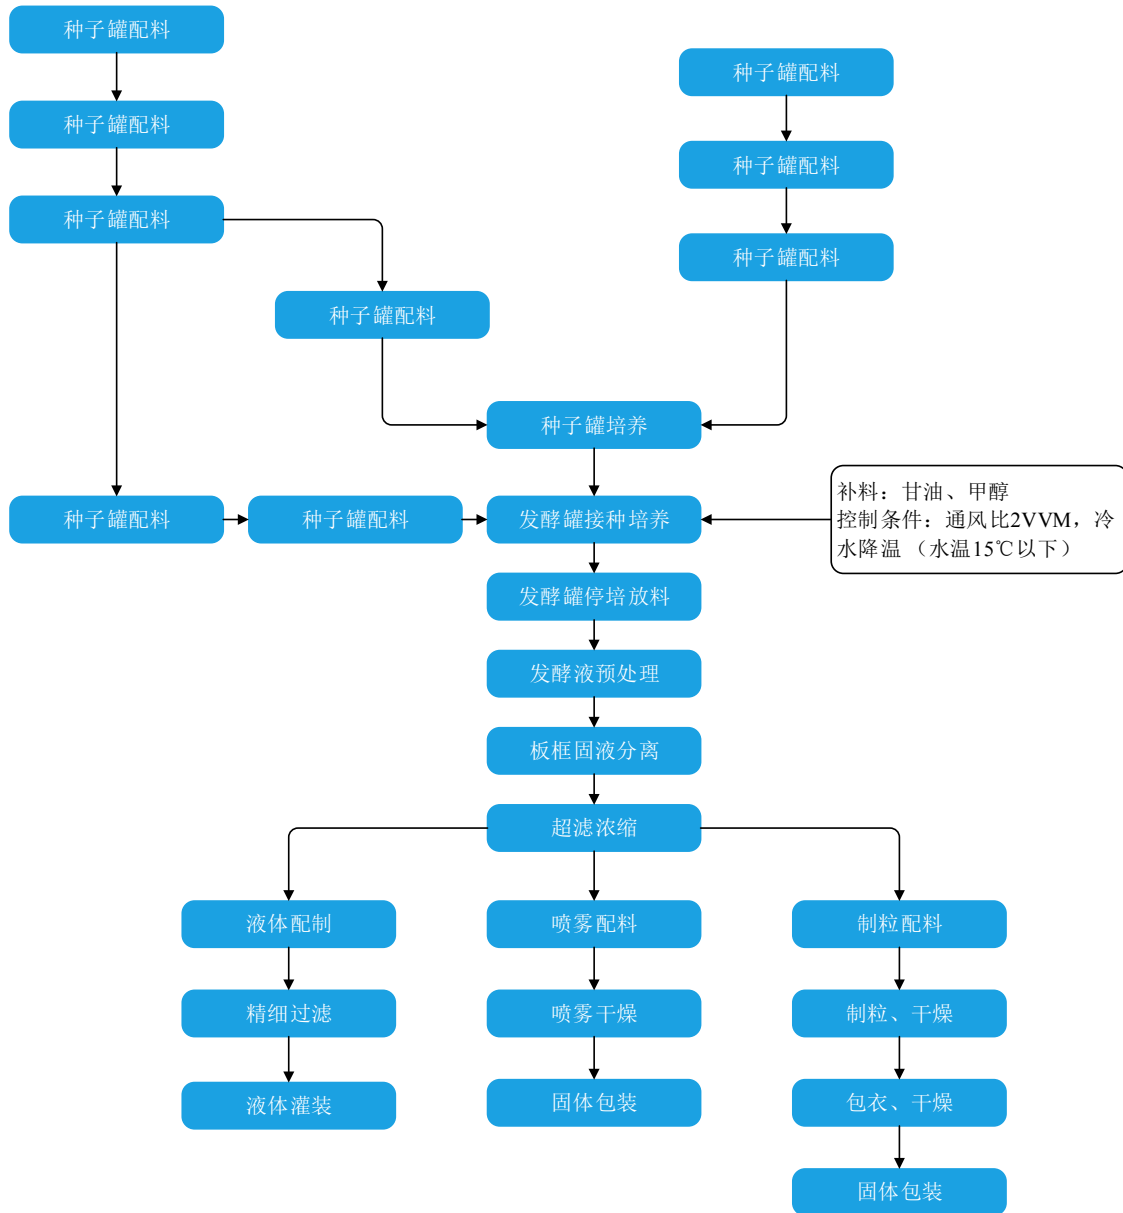 种子罐配料
种子罐配料
种子罐配料
种子罐配料
种子罐配料
种子罐配料
种子罐配料
种子罐培养
种子罐配料
种子罐配料
发酵罐接种培养
补料：甘油、甲醇
控制条件：通风比2VVM，冷
水降温 （水温15℃以下）
发酵罐停培放料
发酵液预处理
板框固液分离
超滤浓缩
液体配制
喷雾配料
制粒配料
精细过滤
喷雾干燥
制粒、干燥
液体灌装
固体包装
包衣、干燥
固体包装